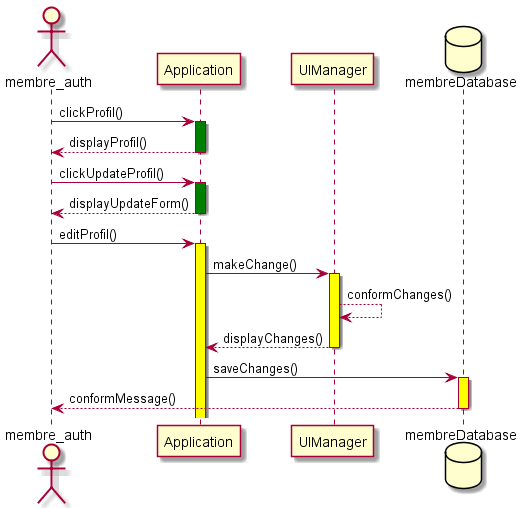 membre_auth
Application
UIManager
membreDatabase
clickProfil()
displayProfil()
clickUpdateProfil()
displayUpdateForm()
editProfil()
makeChange()
conformChanges()
displayChanges()
saveChanges()
conformMessage()
membre_auth
Application
UIManager
membreDatabase